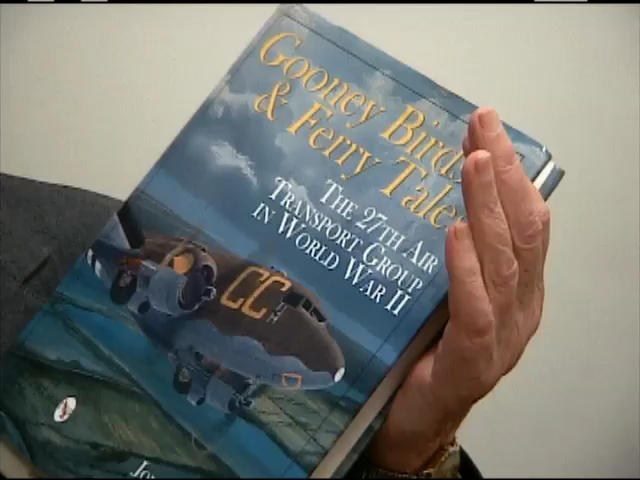 Gooney Birds
& Ferry Tales
THE 27TH AIR
TRANSPORT GROUP
IN WORLD WAR II
CC